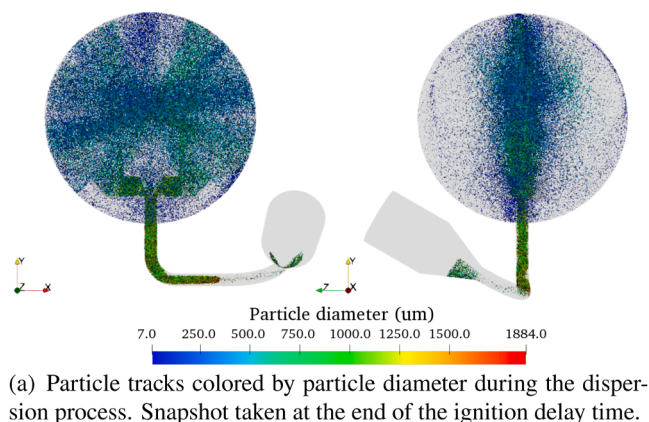 Y
Z
X
Y
Z
X
Particle diameter (um)
7.0 250.0 500.0 750.0 1000.0 1250.0 1500.0 1884.0
(a) Particle tracks colored by particle diameter during the disper-
sion process. Snapshot taken at the end of the ignition delay time.